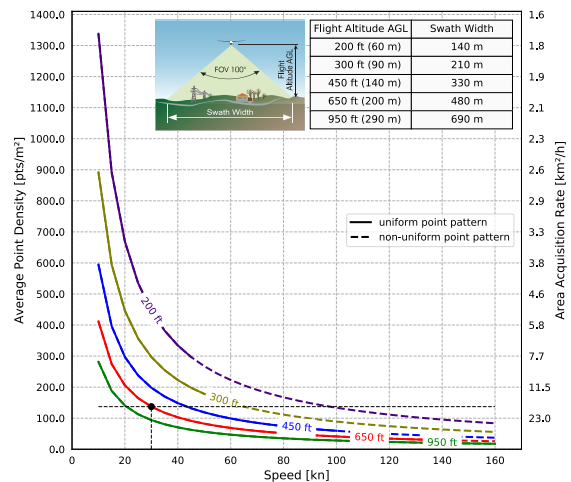 Flight Altitude AGL Swath Width
200 ft (60 m) 140 m
300 ft (90 m) 210 m
450 ft (140 m) 330 m
650 ft (200 m) 480 m
950 ft (290 m) 690 m
FOV 100°
Flight
Altitude AGL
Swath Width
uniform point pattern
non-uniform point pattern
200 ft
300 ft
450 ft
650 ft
950 ft
Average Point Density [pts/m²]
1400.0
1300.0
1200.0
1100.0
1000.0
900.0
800.0
700.0
600.0
500.0
400.0
300.0
200.0
100.0
0.0
0 20 40 60 80 100 120 140 160
Speed [kn]
Area Acquisition Rate [km²/h]
1.6
1.8
1.9
2.1
2.3
2.6
2.9
3.3
3.8
4.6
5.8
7.7
11.5
23.0